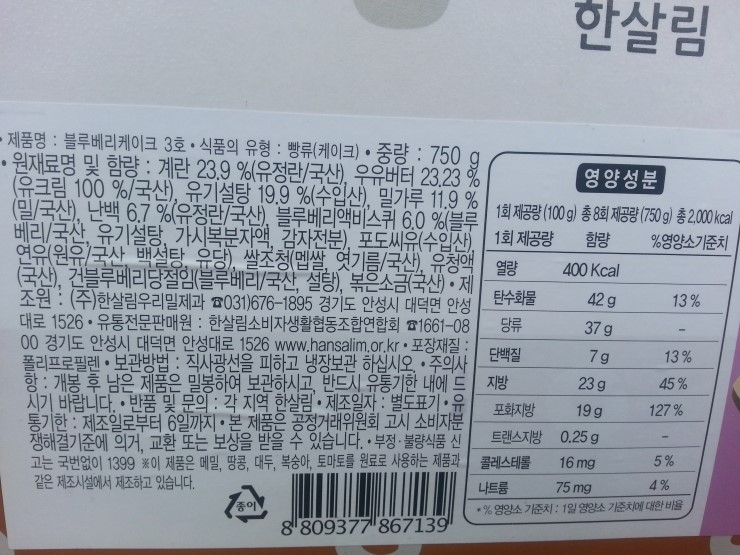 한살림
• 제품명 : 블루베리케이크 3호 • 식품의 유형 : 빵류(케이크) • 중량 : 750 g
• 원재료명 및 함량 : 계란 23.9 %(유정란/국산), 우유버터 23.23 %
(유크림 100 %/국산), 유기설탕 19.9 %(수입산), 밀가루 11.9 %
(밀/국산), 난백 6.7 %(유정란/국산), 블루베리앤비스퀴 6.0 %(블루
베리/국산, 유기설탕, 가시복분자액, 감자전분), 포도씨유(수입산),
연유(원유/국산, 백설탕, 유당), 쌀조청(멥쌀, 엿기름/국산), 유청액
(국산), 건블루베리당절임(블루베리/국산, 설탕), 볶은소금(국산) • 제
조원 : (주)한살림우리밀제과 ☎031)676-1895 경기도 안성시 대덕면 안성
대로 1526 • 유통전문판매원 : 한살림소비자생활협동조합연합회 ☎1661-08
00 경기도 안성시 대덕면 안성대로 1526 www.hansalim.or.kr • 포장재질 :
폴리프로필렌 • 보관방법 : 직사광선을 피하고 냉장보관 하십시오. • 주의사
항 : 개봉 후 남은 제품은 밀봉하여 보관하시고, 반드시 유통기한 내에 드
시기 바랍니다. • 반품 및 문의 : 각 지역 한살림 • 제조일자 : 별도표기 • 유
통기한 : 제조일로부터 6일까지 • 본 제품은 공정거래위원회 고시 소비자분
쟁해결기준에 의거, 교환 또는 보상을 받을 수 있습니다. • 부정·불량식품 신
고는 국번없이 1399 ※이 제품은 메밀, 땅콩, 대두, 복숭아, 토마토를 원료로 사용하는 제품과
같은 제조시설에서 제조하고 있습니다.
종이
8 809377 867139
영양성분
1회 제공량 (100 g) 총 8회 제공량 (750 g) 총 2,000 kcal
1회 제공량 함량 %영양소기준치
열량 400 Kcal
탄수화물 42 g 13 %
당류 37 g -
단백질 7 g 13 %
지방 23 g 45 %
포화지방 19 g 127 %
트랜스지방 0.25 g -
콜레스테롤 16 mg 5 %
나트륨 75 mg 4 %
• % 영양소 기준치 : 1일 영양소 기준치에 대한 비율